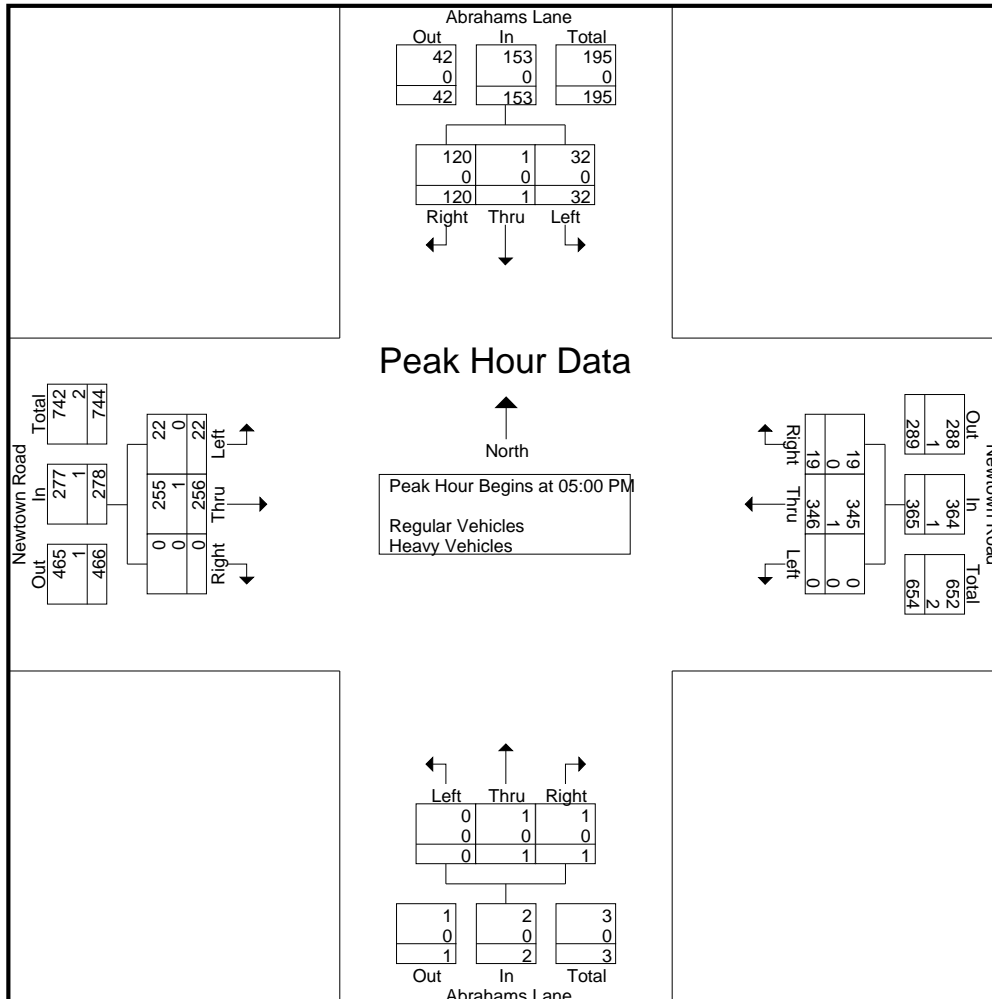 Abrahams Lane
Out In Total
42 153 195
0 0 0
42 153 195
120 1 32
0 0 0
120 1 32
Right Thru Left
Peak Hour Data
North
Peak Hour Begins at 05:00 PM
Regular Vehicles
Heavy Vehicles
Newtown Road
Total In Out
742 277 465
2 1 1
744 278 466
22 255 0
0 1 0
22 256 0
Left Thru Right
Newtown Road
Out In Total
288 364 652
1 1 2
289 365 654
19 345 0
0 1 0
19 346 0
Right Thru Left
Left Thru Right
0 1 1
0 0 0
0 1 1
1 2 3
0 0 0
1 2 3
Out In Total
Abrahams Lane